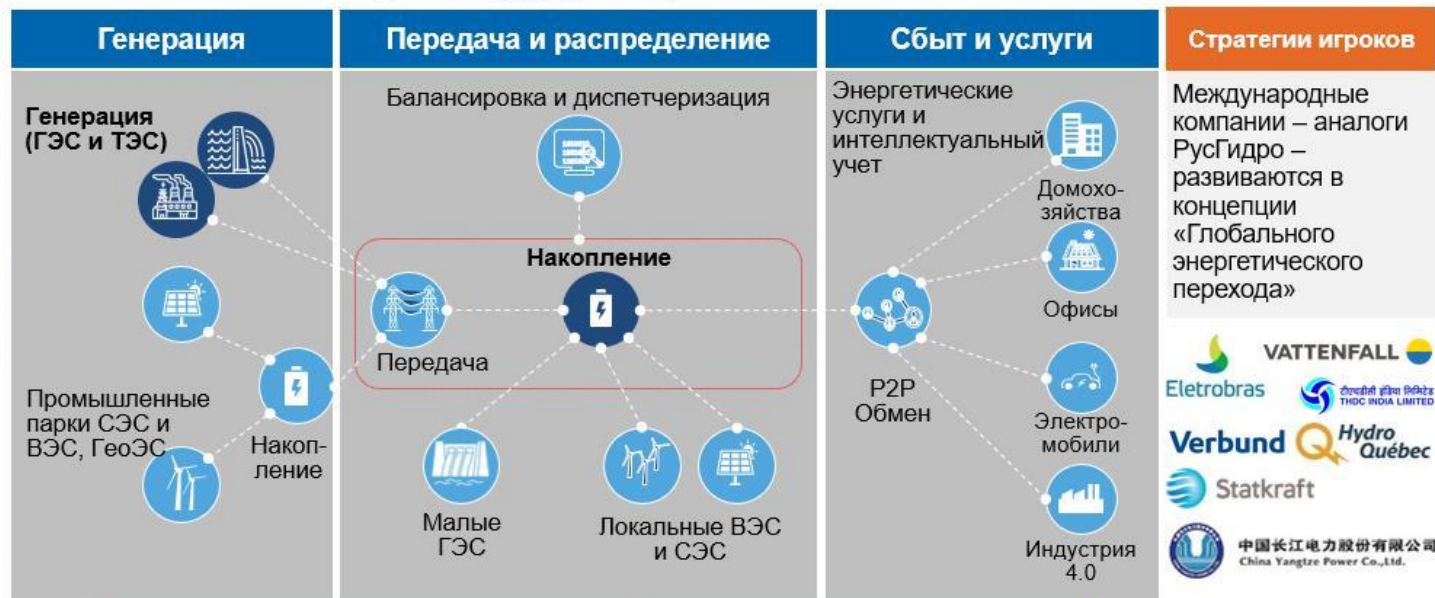 Генерация
Передача и распределение
Сбыт и услуги
Стратегии игроков
Генерация
(ГЭС и ТЭС)
Промышленные
парки СЭС и
ВЭС, ГеоЭС
Накоп-
ление
Балансировка и диспетчеризация
Накопление
Передача
Малые
ГЭС
Локальные ВЭС
и СЭС
Энергетические
услуги и
интеллектуальный
учет
P2P
Обмен
Домохо-
зяйства
Офисы
Электро-
мобили
Индустрия
4.0
Международные
компании – аналоги
РусГидро –
развиваются в
концепции
«Глобального
энергетического
перехода»
Eletrobras
VATTENFALL
टीएचडीसी इंडिया लिमिटेड
THDC INDIA LIMITED
Verbund
Hydro
Québec
Statkraft
中国长江电力股份有限公司
China Yangtze Power Co.,Ltd.